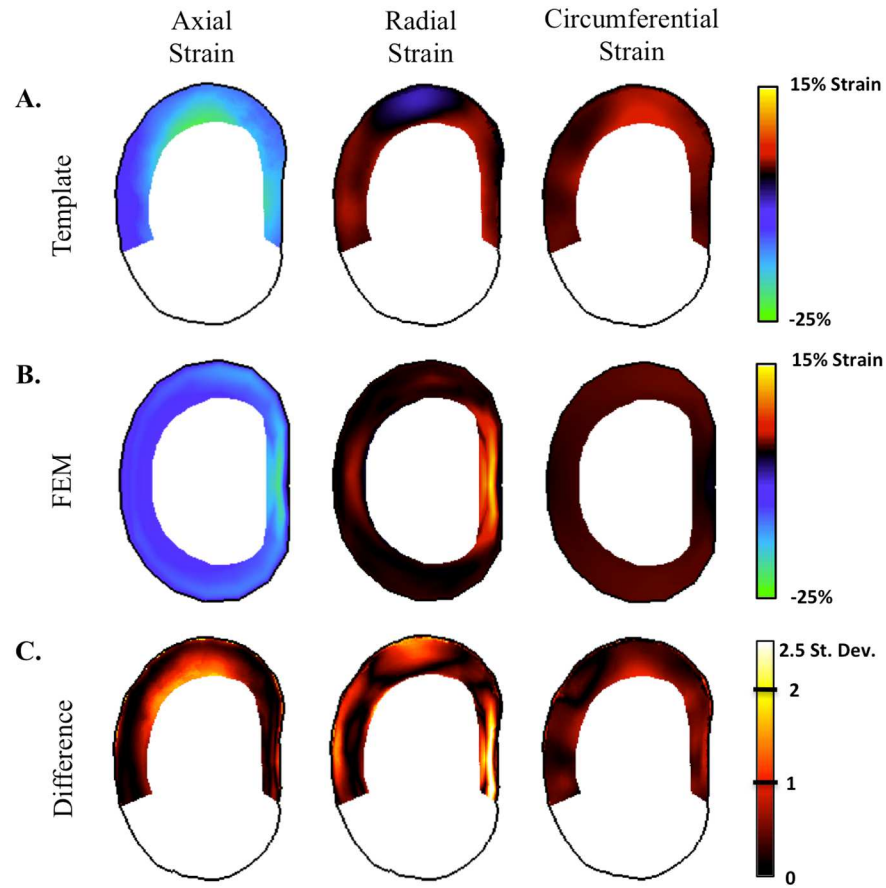 Axial
Strain
Radial
Strain
Circumferential
Strain
A.
Template
15% Strain
-25%
B.
FEM
15% Strain
-25%
C.
Difference
2.5 St. Dev.
2
1
0